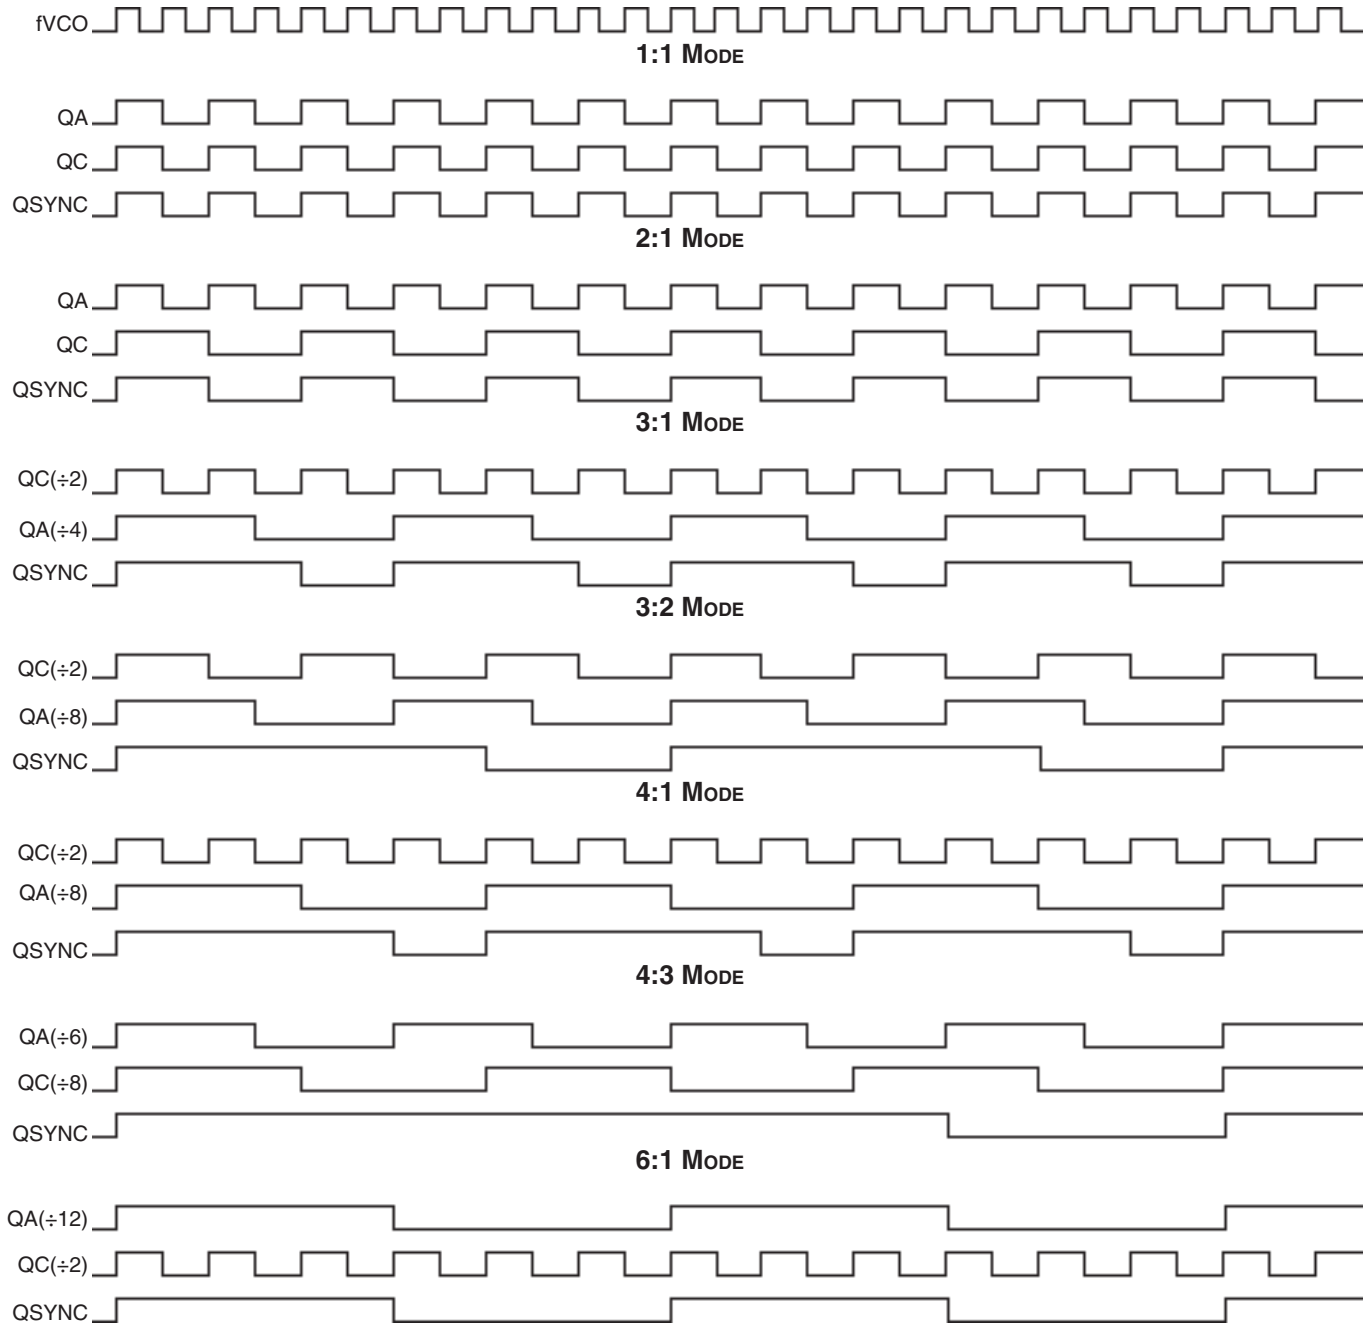 fVCO
1:1 MODE
QA
QC
QSYNC
2:1 MODE
QA
QC
QSYNC
3:1 MODE
QC(÷2)
QA(÷4)
QSYNC
3:2 MODE
QC(÷2)
QA(÷8)
QSYNC
4:1 MODE
QC(÷2)
QA(÷8)
QSYNC
4:3 MODE
QA(÷6)
QC(÷8)
QSYNC
6:1 MODE
QA(÷12)
QC(÷2)
QSYNC